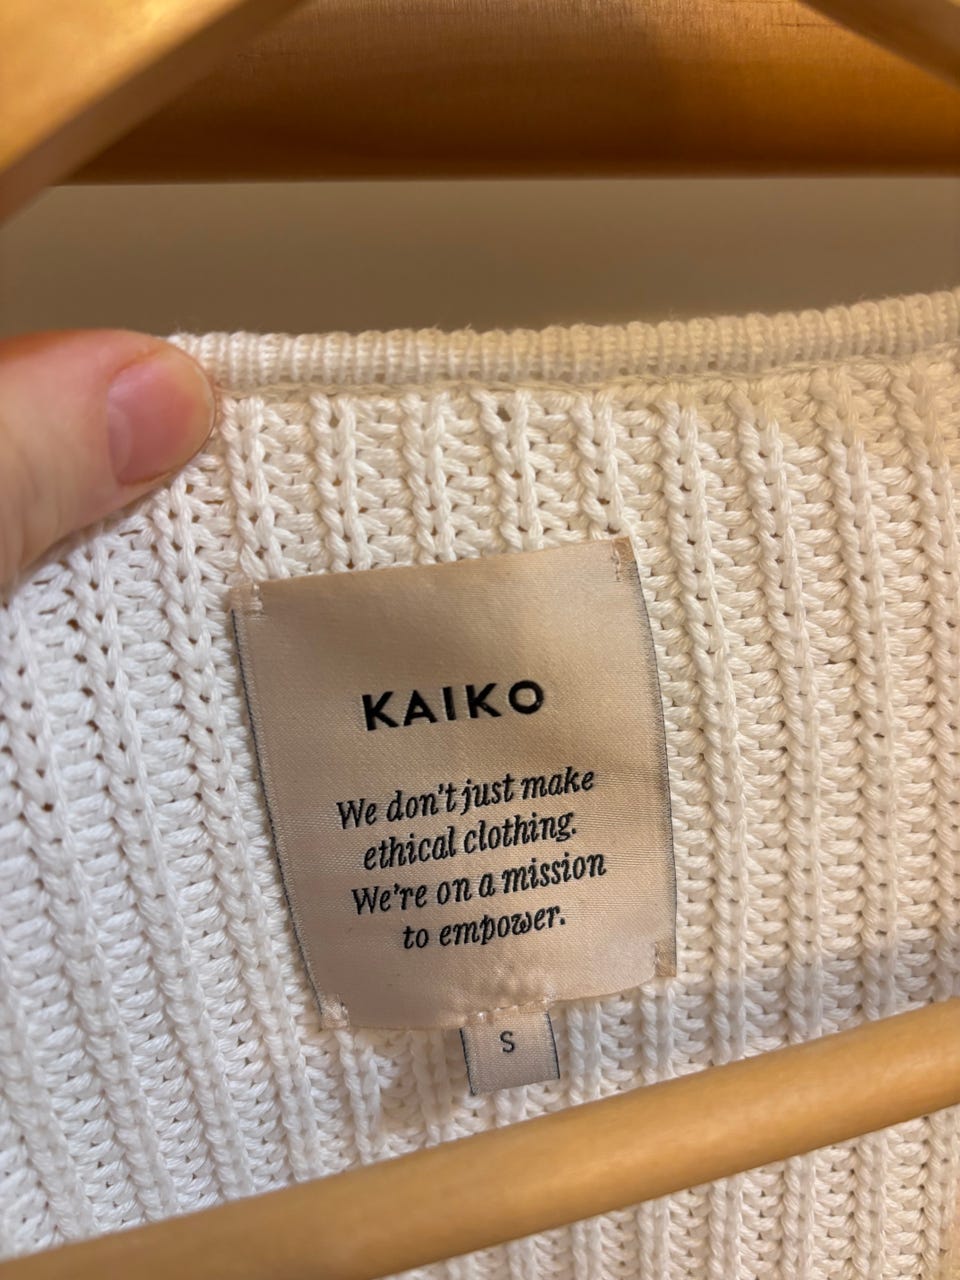 KAIKO
We don't just make
ethical clothing.
We're on a mission
to empower.
S